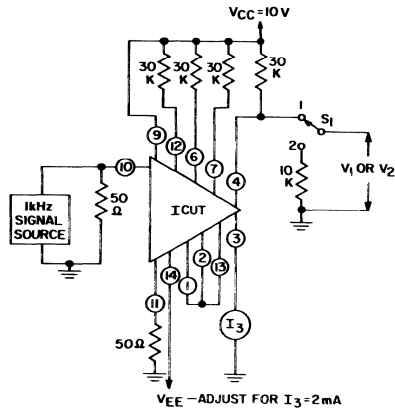 VCC=10V
30 K
30 K
30 K
30 K
9
12
6
7
4
1
S1
2
10 K
V1 OR V2
10
1kHz SIGNAL SOURCE
50 Ω
ICUT
3
11
14
1
2
13
50Ω
I3
VEE – ADJUST FOR I3=2mA